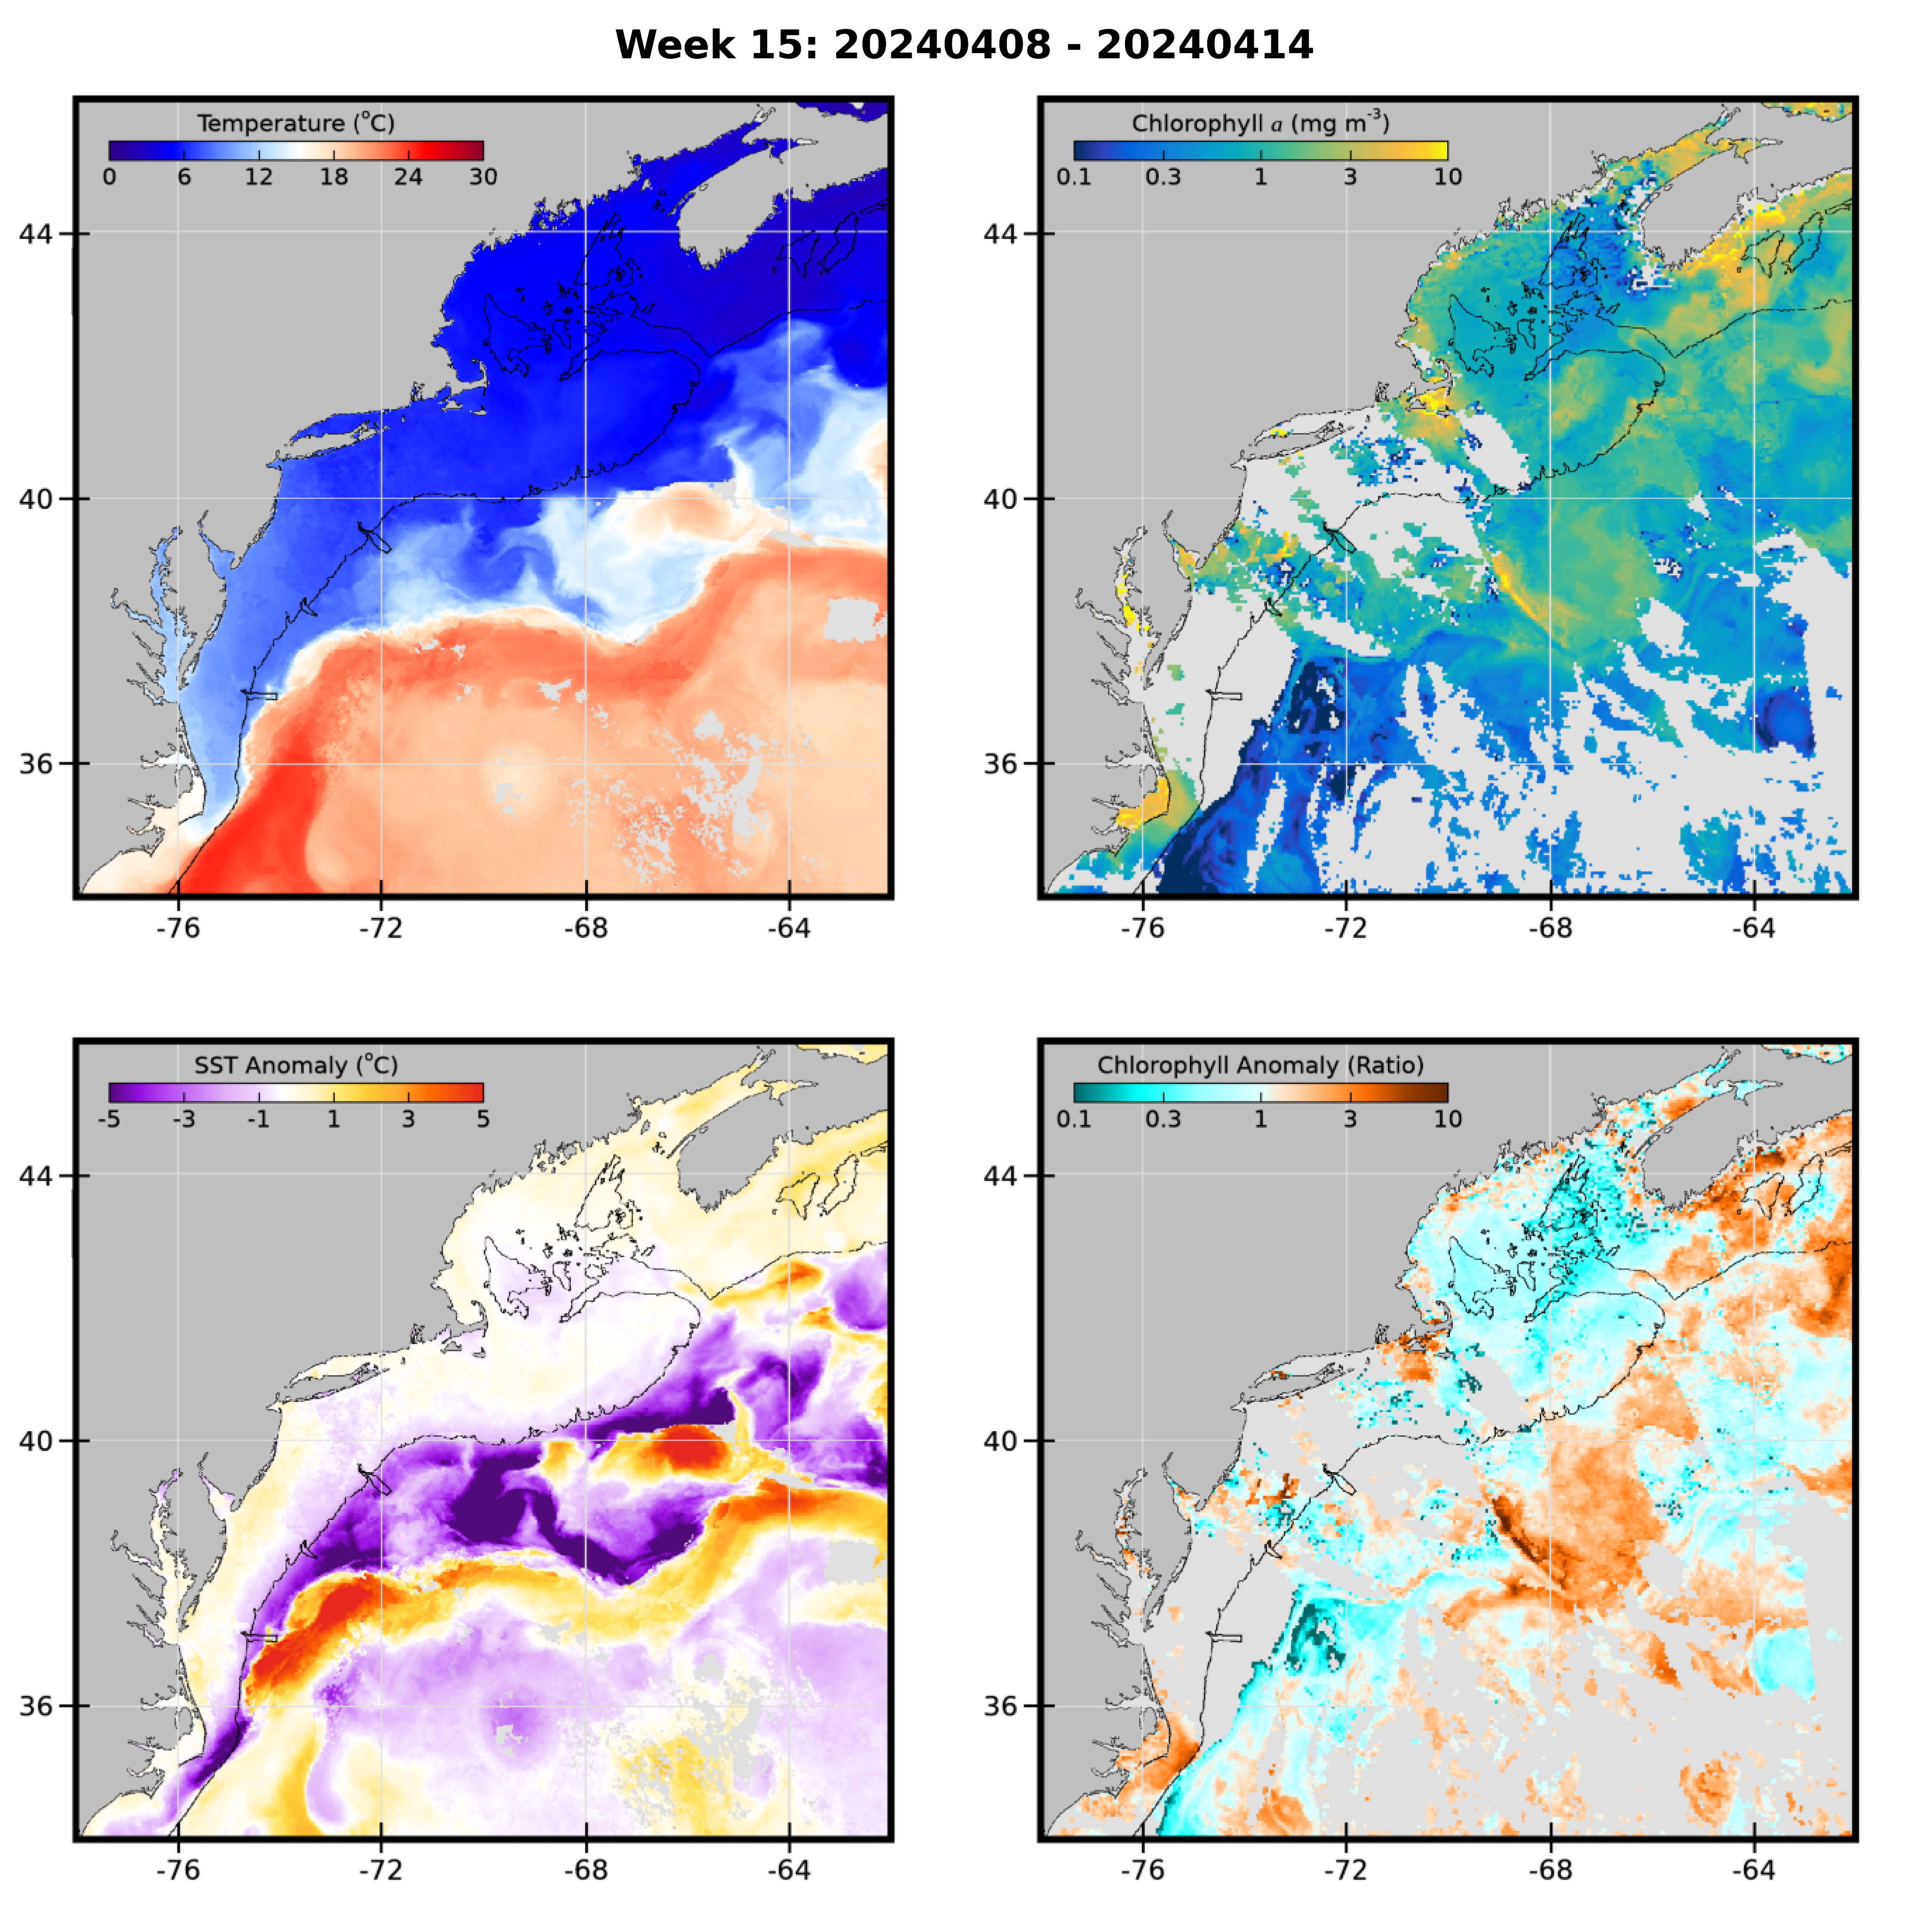 Week 15: 20240408 - 20240414
Temperature (°C)
0 6 12 18 24 30
44
40
36
-76 -72 -68 -64
Chlorophyll a (mg m⁻³)
0.1 0.3 1 3 10
44
40
36
-76 -72 -68 -64
SST Anomaly (°C)
-5 -3 -1 1 3 5
44
40
36
-76 -72 -68 -64
Chlorophyll Anomaly (Ratio)
0.1 0.3 1 3 10
44
40
36
-76 -72 -68 -64